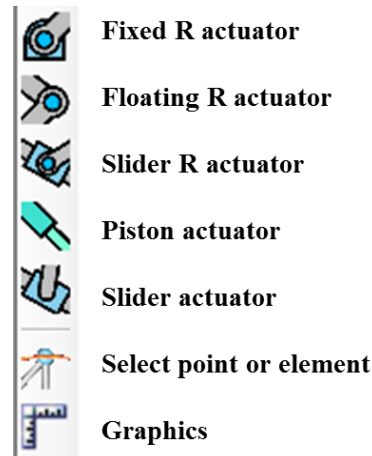 Fixed R actuator
Floating R actuator
Slider R actuator
Piston actuator
Slider actuator
Select point or element
Graphics